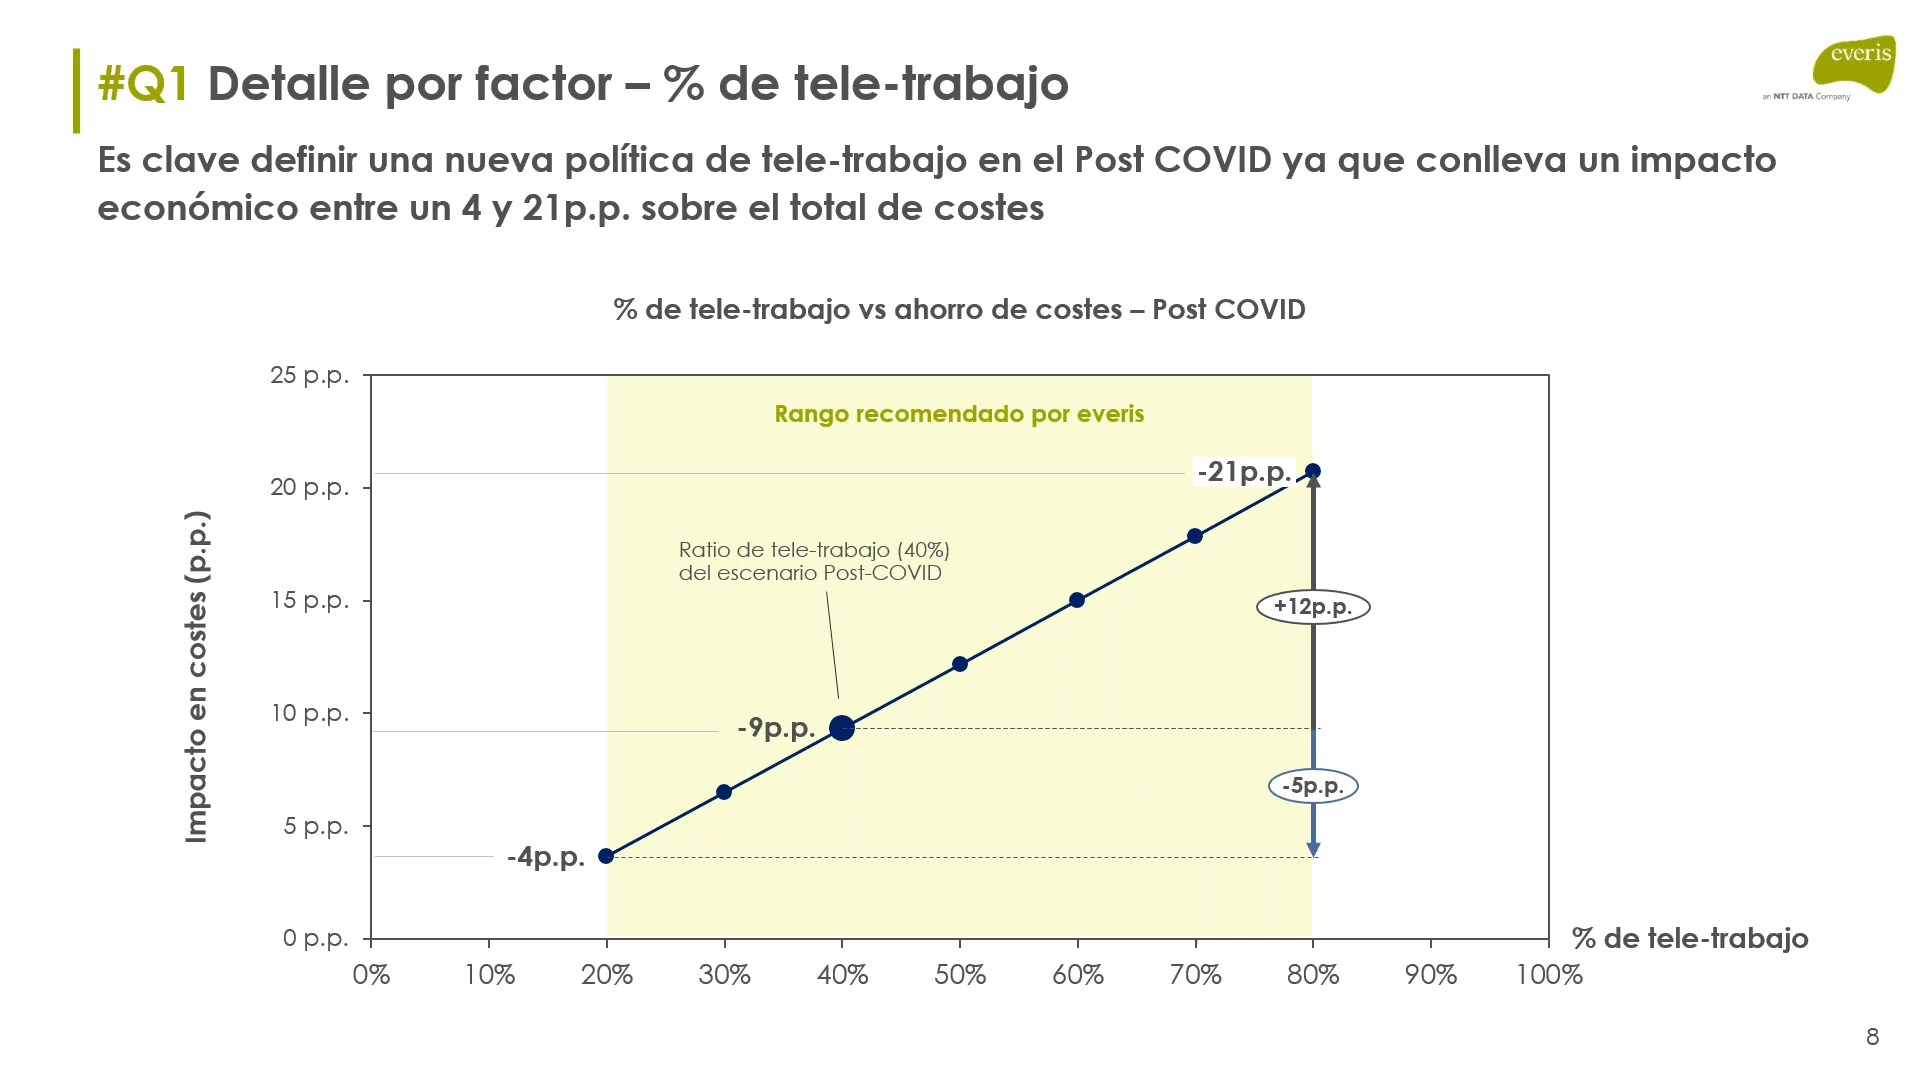 #Q1 Detalle por factor – % de tele-trabajo
everis
an NTT DATA Company
Es clave definir una nueva política de tele-trabajo en el Post COVID ya que conlleva un impacto
económico entre un 4 y 21p.p. sobre el total de costes
% de tele-trabajo vs ahorro de costes – Post COVID
Impacto en costes (p.p.)
25 p.p.
20 p.p.
15 p.p.
10 p.p.
5 p.p.
0 p.p.
Rango recomendado por everis
-21p.p.
Ratio de tele-trabajo (40%)
del escenario Post-COVID
+12p.p.
-9p.p.
-5p.p.
-4p.p.
0%
10%
20%
30%
40%
50%
60%
70%
80%
90%
100%
% de tele-trabajo
8